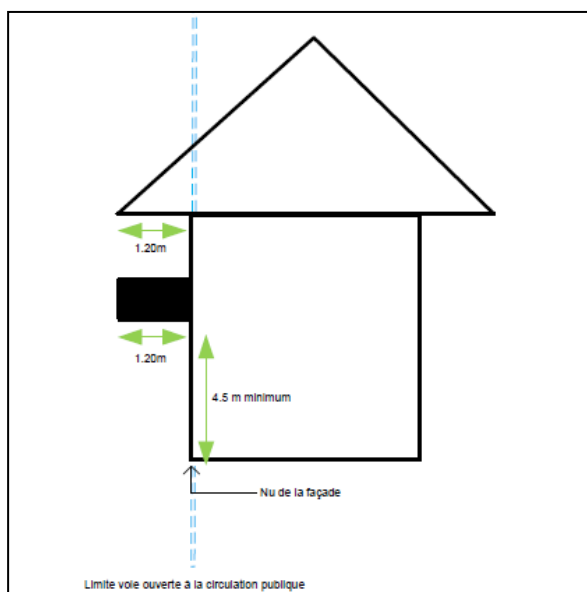 1.20m
1.20m
4.5 m minimum
Nu de la façade
Limite voie ouverte à la circulation publique